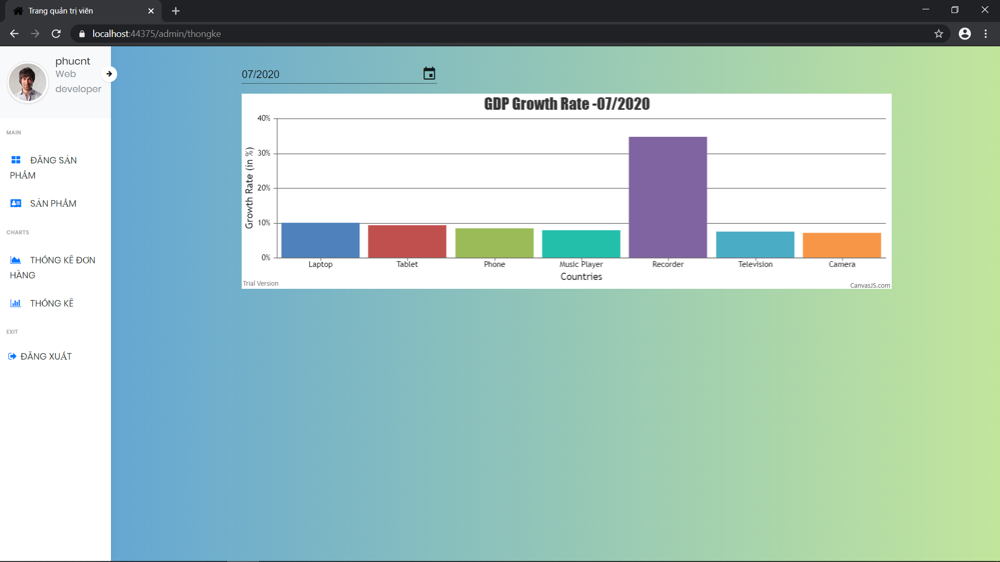 Trang quản trị viên
localhost:44375/admin/thongke
phucnt
Web
developer
MAIN
ĐĂNG SẢN
PHẨM
SẢN PHẨM
CHARTS
THỐNG KÊ ĐƠN
HÀNG
THỐNG KÊ
EXIT
ĐĂNG XUẤT
07/2020
GDP Growth Rate -07/2020
Growth Rate (in %)
40%
30%
20%
10%
0%
Laptop Tablet Phone Music Player Recorder Television Camera
Countries
Trial Version
CanvasJS.com